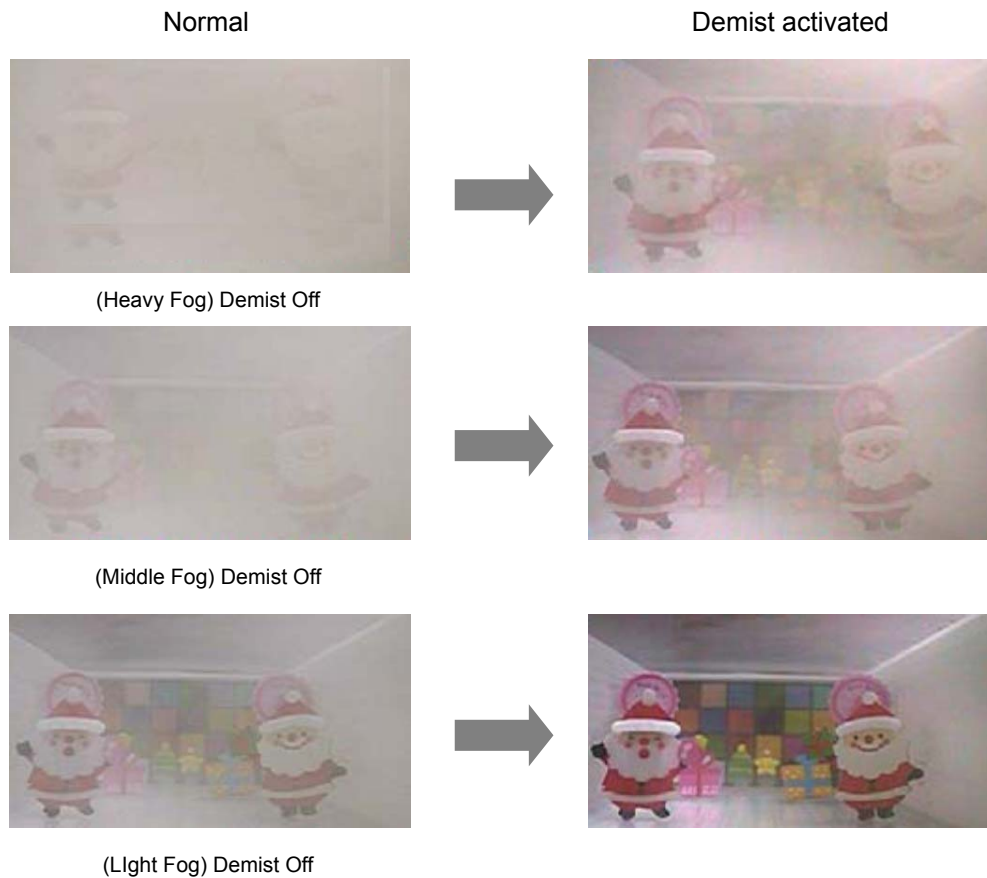 Normal
Demist activated
(Heavy Fog) Demist Off
(Middle Fog) Demist Off
(LIght Fog) Demist Off